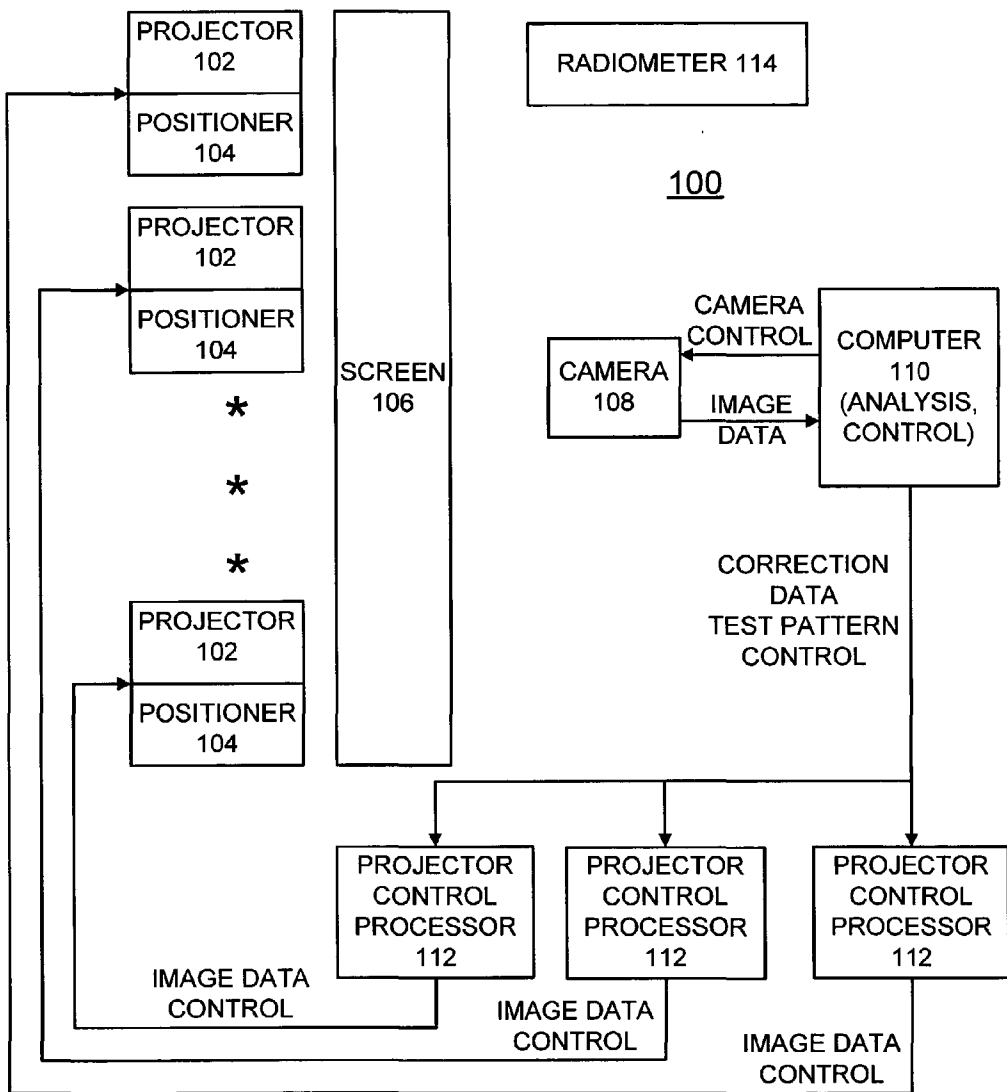 PROJECTOR
102
POSITIONER
104
RADIOMETER 114
100
PROJECTOR
102
POSITIONER
104
*
*
*
SCREEN
106
CAMERA
CONTROL
CAMERA
108
IMAGE
DATA
COMPUTER
110
(ANALYSIS,
CONTROL)
CORRECTION
DATA
TEST PATTERN
CONTROL
PROJECTOR
102
POSITIONER
104
PROJECTOR
CONTROL
PROCESSOR
112
PROJECTOR
CONTROL
PROCESSOR
112
PROJECTOR
CONTROL
PROCESSOR
112
IMAGE DATA
CONTROL
IMAGE DATA
CONTROL
IMAGE DATA
CONTROL